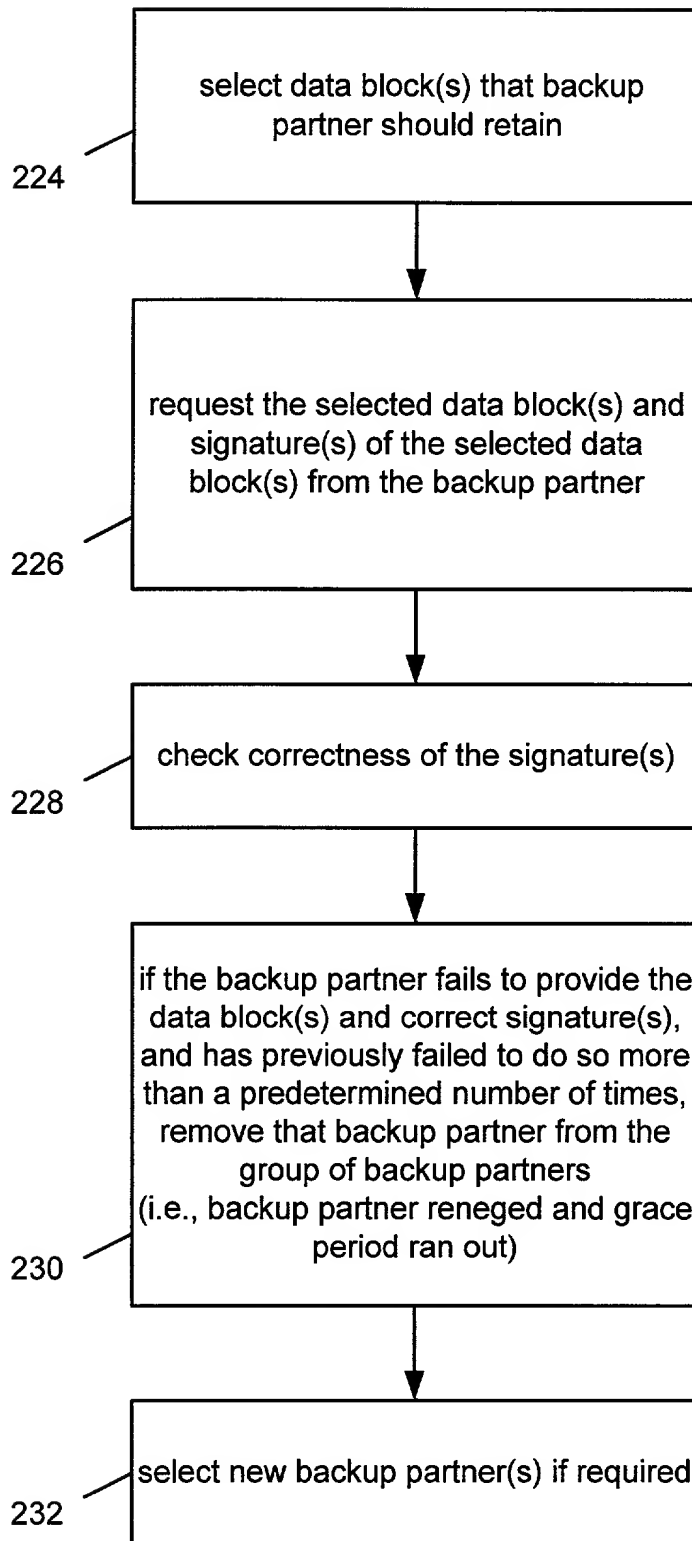 select data block(s) that backup
partner should retain
224
request the selected data block(s) and
signature(s) of the selected data
block(s) from the backup partner
226
check correctness of the signature(s)
228
if the backup partner fails to provide the
data block(s) and correct signature(s),
and has previously failed to do so more
than a predetermined number of times,
remove that backup partner from the
group of backup partners
(i.e., backup partner reneged and grace
period ran out)
230
select new backup partner(s) if required
232